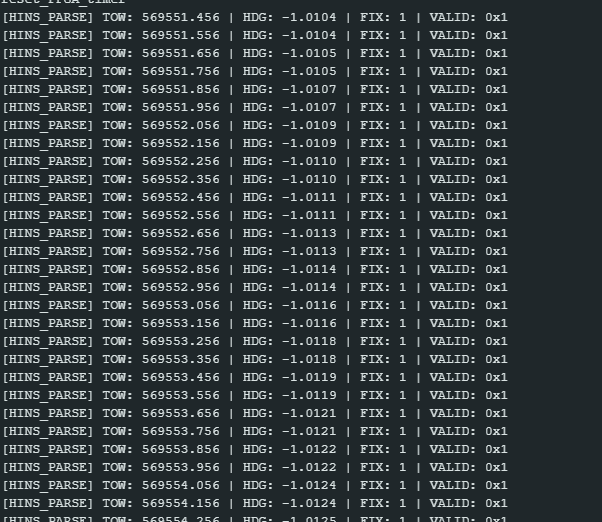 reset_FPGA_timer
[HINS_PARSE] TOW: 569551.456 | HDG: -1.0104 | FIX: 1 | VALID: 0x1
[HINS_PARSE] TOW: 569551.556 | HDG: -1.0104 | FIX: 1 | VALID: 0x1
[HINS_PARSE] TOW: 569551.656 | HDG: -1.0105 | FIX: 1 | VALID: 0x1
[HINS_PARSE] TOW: 569551.756 | HDG: -1.0105 | FIX: 1 | VALID: 0x1
[HINS_PARSE] TOW: 569551.856 | HDG: -1.0107 | FIX: 1 | VALID: 0x1
[HINS_PARSE] TOW: 569551.956 | HDG: -1.0107 | FIX: 1 | VALID: 0x1
[HINS_PARSE] TOW: 569552.056 | HDG: -1.0109 | FIX: 1 | VALID: 0x1
[HINS_PARSE] TOW: 569552.156 | HDG: -1.0109 | FIX: 1 | VALID: 0x1
[HINS_PARSE] TOW: 569552.256 | HDG: -1.0110 | FIX: 1 | VALID: 0x1
[HINS_PARSE] TOW: 569552.356 | HDG: -1.0110 | FIX: 1 | VALID: 0x1
[HINS_PARSE] TOW: 569552.456 | HDG: -1.0111 | FIX: 1 | VALID: 0x1
[HINS_PARSE] TOW: 569552.556 | HDG: -1.0111 | FIX: 1 | VALID: 0x1
[HINS_PARSE] TOW: 569552.656 | HDG: -1.0113 | FIX: 1 | VALID: 0x1
[HINS_PARSE] TOW: 569552.756 | HDG: -1.0113 | FIX: 1 | VALID: 0x1
[HINS_PARSE] TOW: 569552.856 | HDG: -1.0114 | FIX: 1 | VALID: 0x1
[HINS_PARSE] TOW: 569552.956 | HDG: -1.0114 | FIX: 1 | VALID: 0x1
[HINS_PARSE] TOW: 569553.056 | HDG: -1.0116 | FIX: 1 | VALID: 0x1
[HINS_PARSE] TOW: 569553.156 | HDG: -1.0116 | FIX: 1 | VALID: 0x1
[HINS_PARSE] TOW: 569553.256 | HDG: -1.0118 | FIX: 1 | VALID: 0x1
[HINS_PARSE] TOW: 569553.356 | HDG: -1.0118 | FIX: 1 | VALID: 0x1
[HINS_PARSE] TOW: 569553.456 | HDG: -1.0119 | FIX: 1 | VALID: 0x1
[HINS_PARSE] TOW: 569553.556 | HDG: -1.0119 | FIX: 1 | VALID: 0x1
[HINS_PARSE] TOW: 569553.656 | HDG: -1.0121 | FIX: 1 | VALID: 0x1
[HINS_PARSE] TOW: 569553.756 | HDG: -1.0121 | FIX: 1 | VALID: 0x1
[HINS_PARSE] TOW: 569553.856 | HDG: -1.0122 | FIX: 1 | VALID: 0x1
[HINS_PARSE] TOW: 569553.956 | HDG: -1.0122 | FIX: 1 | VALID: 0x1
[HINS_PARSE] TOW: 569554.056 | HDG: -1.0124 | FIX: 1 | VALID: 0x1
[HINS_PARSE] TOW: 569554.156 | HDG: -1.0124 | FIX: 1 | VALID: 0x1
[HINS_PARSE] TOW: 569554.256 | HDG: -1.0125 | FIX: 1 | VALID: 0x1